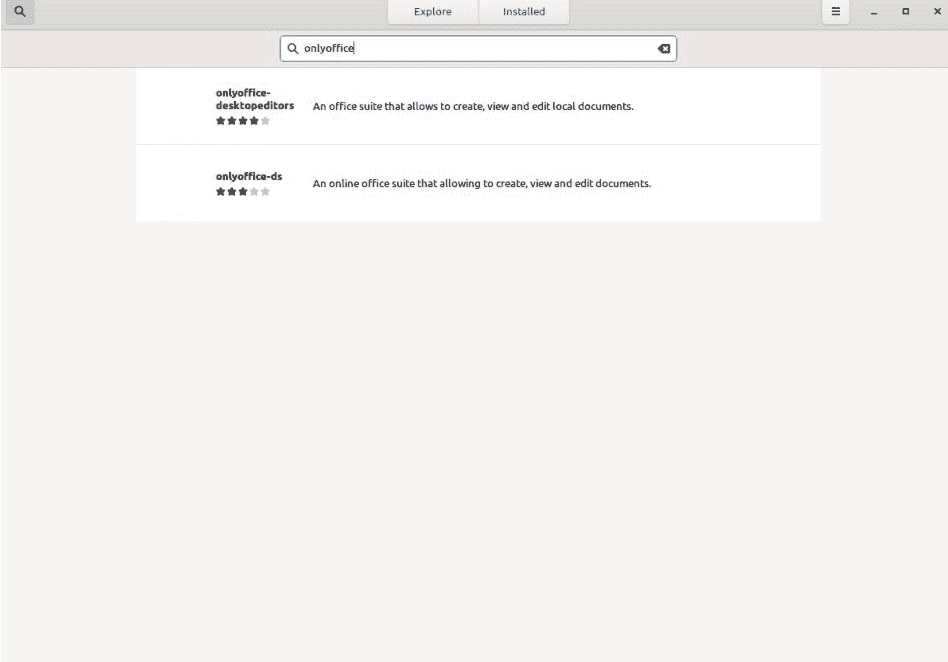 Explore
Installed
onlyoffice
onlyoffice-
desktopeditors
An office suite that allows to create, view and edit local documents.
onlyoffice-ds
An online office suite that allowing to create, view and edit documents.